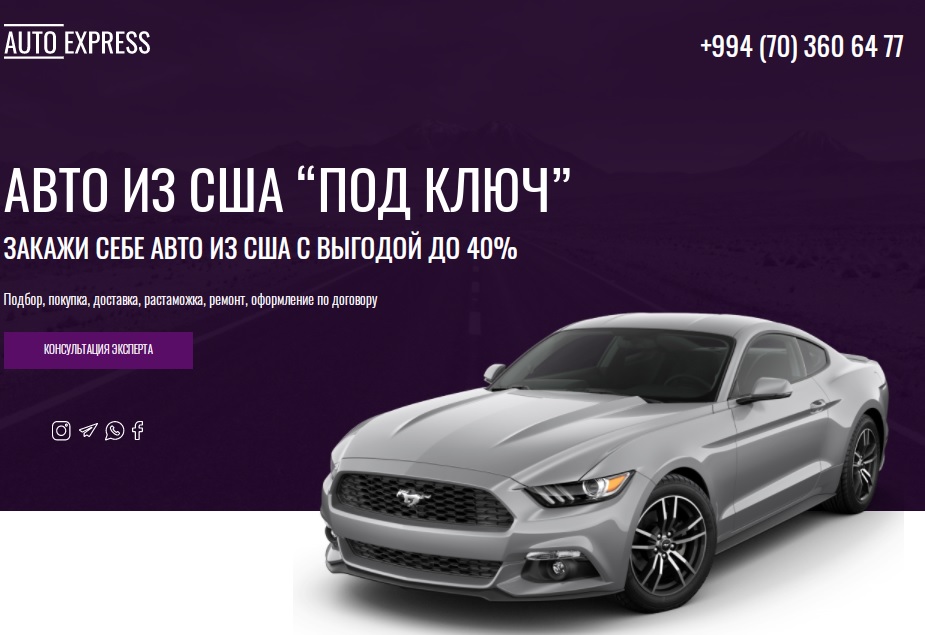 AUTO EXPRESS
+994 (70) 360 64 77
АВТО ИЗ США “ПОД КЛЮЧ”
ЗАКАЖИ СЕБЕ АВТО ИЗ США С ВЫГОДОЙ ДО 40%
Подбор, покупка, доставка, растаможка, ремонт, оформление по договору
КОНСУЛЬТАЦИЯ ЭКСПЕРТА